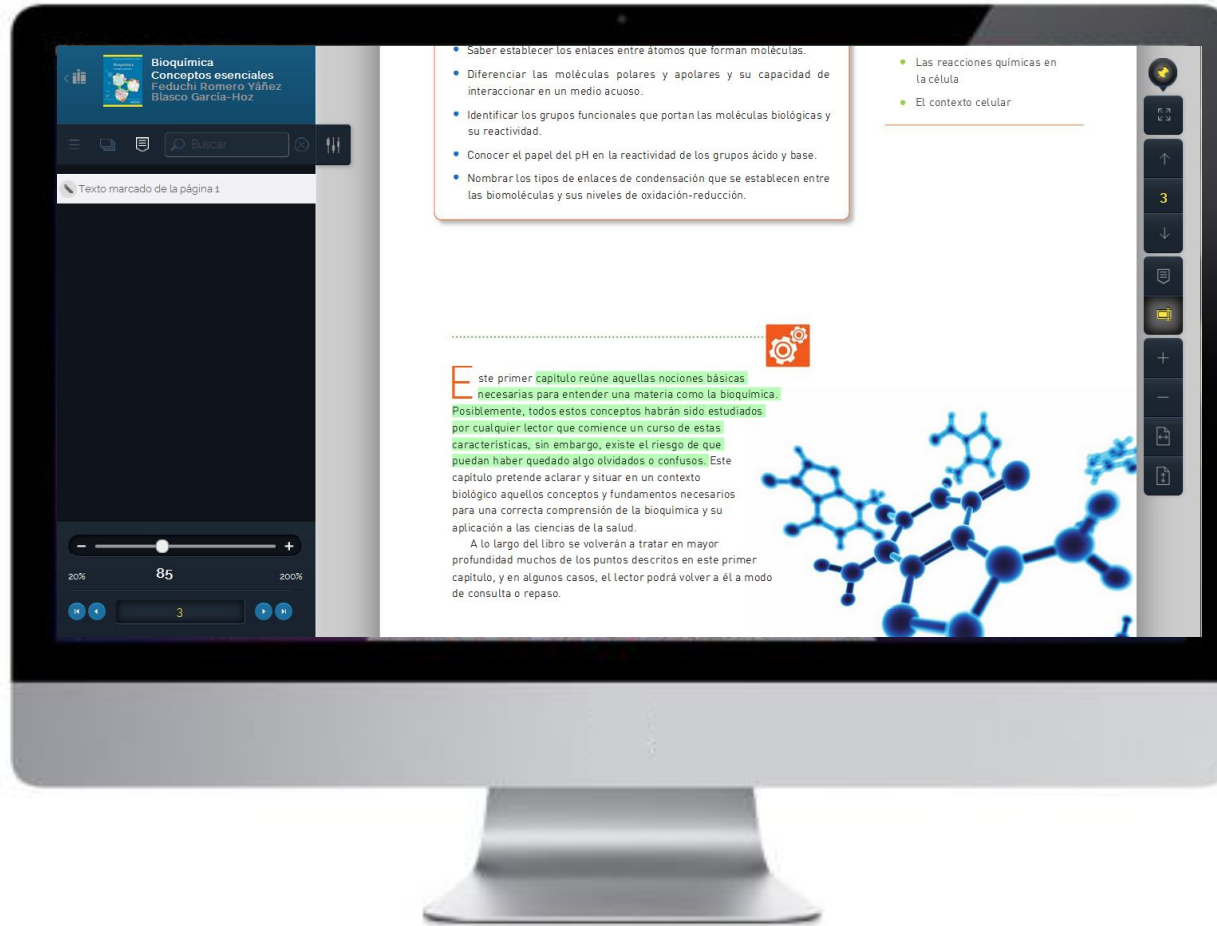 Bioquímica
Conceptos esenciales
Feduchi Romero Yáñez
Blasco García-Hoz
Buscar
Texto marcado de la página 1
20%
85
200%
3
Saber establecer los enlaces entre átomos que forman moléculas.
Diferenciar las moléculas polares y apolares y su capacidad de
interaccionar en un medio acuoso.
Identificar los grupos funcionales que portan las moléculas biológicas y
su reactividad.
Conocer el papel del pH en la reactividad de los grupos ácido y base.
Nombrar los tipos de enlaces de condensación que se establecen entre
las biomoléculas y sus niveles de oxidación-reducción.
Las reacciones químicas en
la célula
El contexto celular
Este primer capítulo reúne aquellas nociones básicas
necesarias para entender una materia como la bioquímica.
Posiblemente, todos estos conceptos habrán sido estudiados
por cualquier lector que comience un curso de estas
características, sin embargo, existe el riesgo de que
puedan haber quedado algo olvidados o confusos. Este
capítulo pretende aclarar y situar en un contexto
biológico aquellos conceptos y fundamentos necesarios
para una correcta comprensión de la bioquímica y su
aplicación a las ciencias de la salud.
A lo largo del libro se volverán a tratar en mayor
profundidad muchos de los puntos descritos en este primer
capítulo, y en algunos casos, el lector podrá volver a él a modo
de consulta o repaso.
3